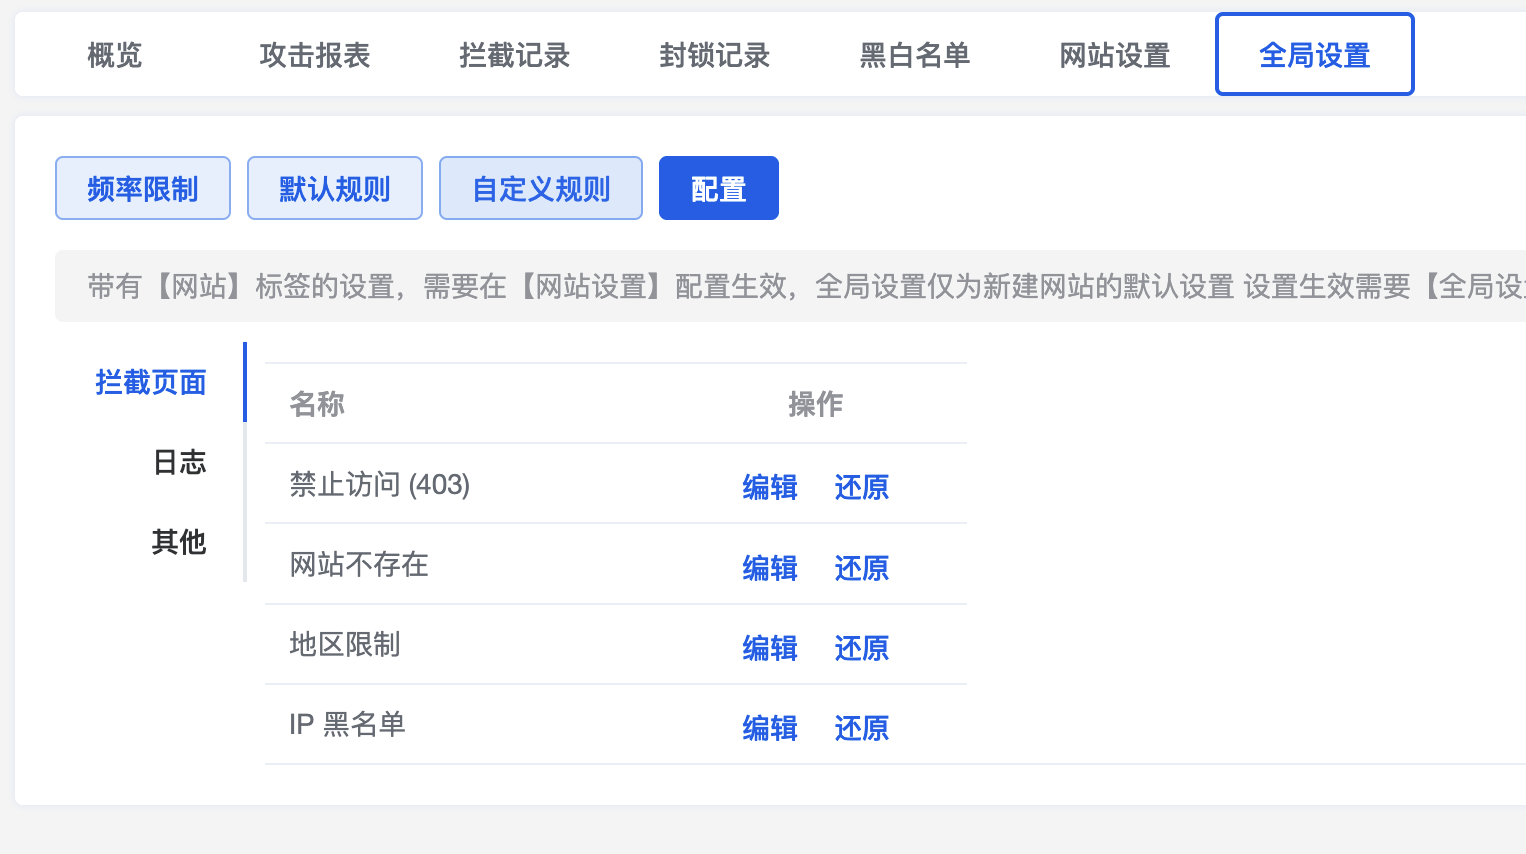 概览 攻击报表 拦截记录 封锁记录 黑白名单 网站设置 全局设置
频率限制 默认规则 自定义规则 配置
带有【网站】标签的设置，需要在【网站设置】配置生效，全局设置仅为新建网站的默认设置 设置生效需要【全局设
拦截页面
日志
其他
名称 操作
禁止访问 (403) 编辑 还原
网站不存在 编辑 还原
地区限制 编辑 还原
IP 黑名单 编辑 还原